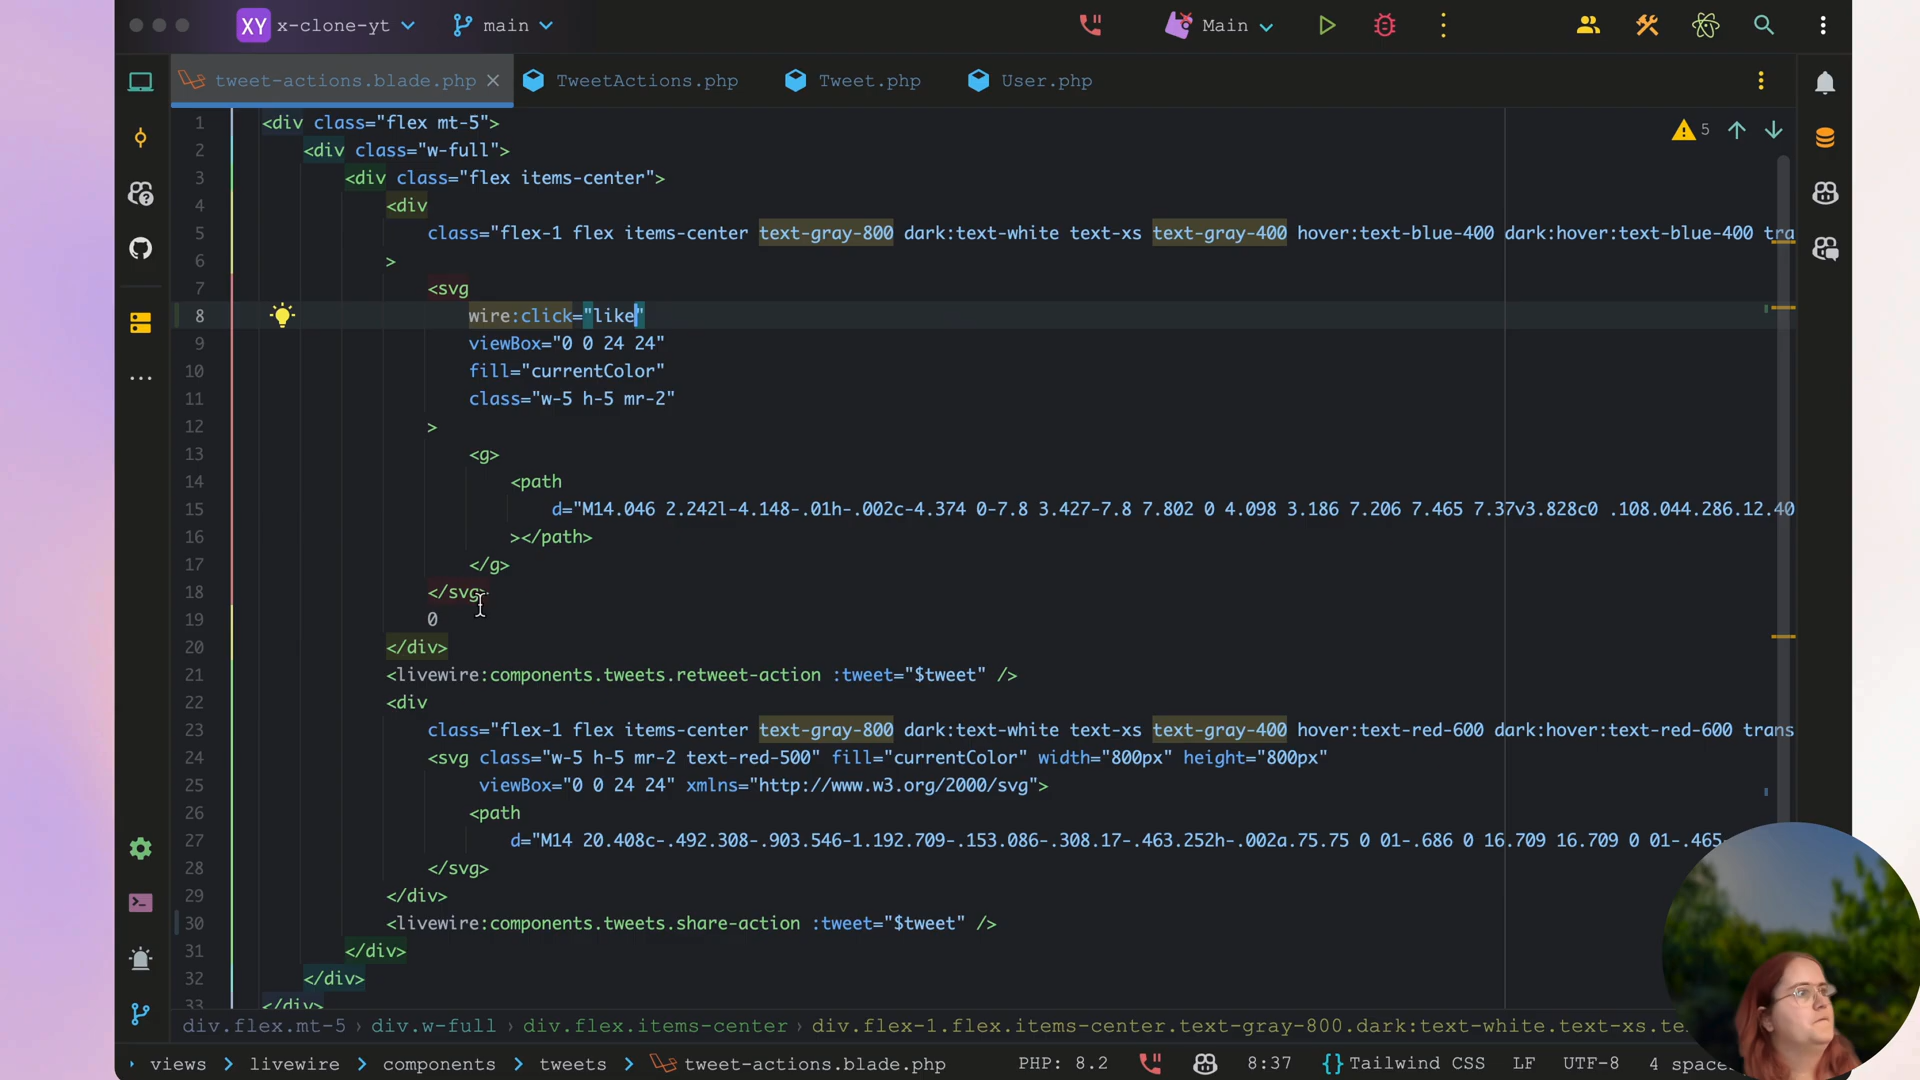 XY x-clone-yt main Main
tweet-actions.blade.php TweetActions.php Tweet.php User.php
1 <div class="flex mt-5">
2 <div class="w-full">
3 <div class="flex items-center">
4 <div
5 class="flex-1 flex items-center text-gray-800 dark:text-white text-xs text-gray-400 hover:text-blue-400 dark:hover:text-blue-400 tra
6 >
7 <svg
8 wire:click="like"
9 viewBox="0 0 24 24"
10 fill="currentColor"
11 class="w-5 h-5 mr-2"
12 >
13 <g>
14 <path
15 d="M14.046 2.242l-4.148-.01h-.002c-4.374 0-7.8 3.427-7.8 7.802 0 4.098 3.186 7.206 7.465 7.37v3.828c0 .108.044.286.12.40
16 ></path>
17 </g>
18 </svg>
19 0
20 </div>
21 <livewire:components.tweets.retweet-action :tweet="$tweet" />
22 <div
23 class="flex-1 flex items-center text-gray-800 dark:text-white text-xs text-gray-400 hover:text-red-600 dark:hover:text-red-600 trans
24 <svg class="w-5 h-5 mr-2 text-red-500" fill="currentColor" width="800px" height="800px"
25 viewBox="0 0 24 24" xmlns="http://www.w3.org/2000/svg">
26 <path
27 d="M14 20.408c-.492.308-.903.546-1.192.709-.153.086-.308.17-.463.252h-.002a.75.75 0 01-.686 0 16.709 16.709 0 01-.465-
28 </svg>
29 </div>
30 <livewire:components.tweets.share-action :tweet="$tweet" />
31 </div>
32 </div>
33 </div>
5
div.flex.mt-5 › div.w-full › div.flex.items-center › div.flex-1.flex.items-center.text-gray-800.dark:text-white.text-xs.te
views > livewire > components > tweets > tweet-actions.blade.php PHP: 8.2 8:37 {} Tailwind CSS LF UTF-8 4 spaces